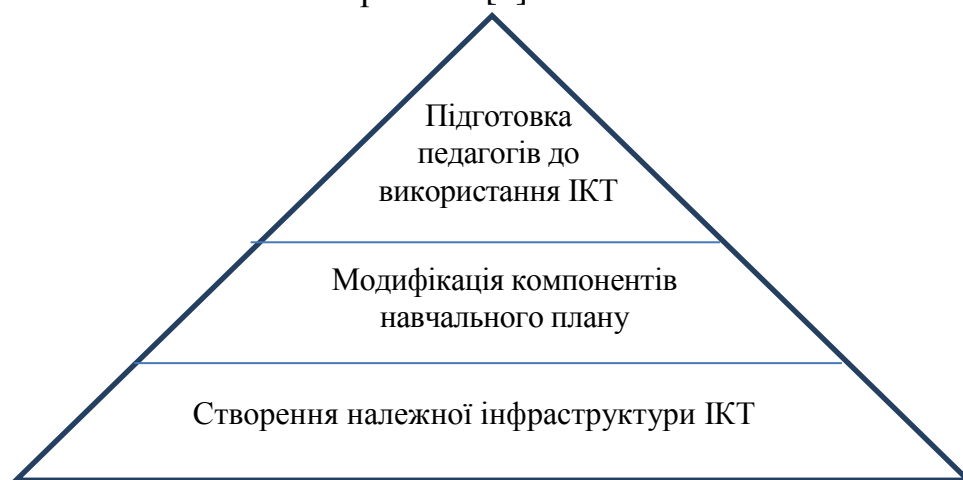 Підготовка
педагогів до
використання ІКТ
Модифікація компонентів
навчального плану
Створення належної інфраструктури ІКТ